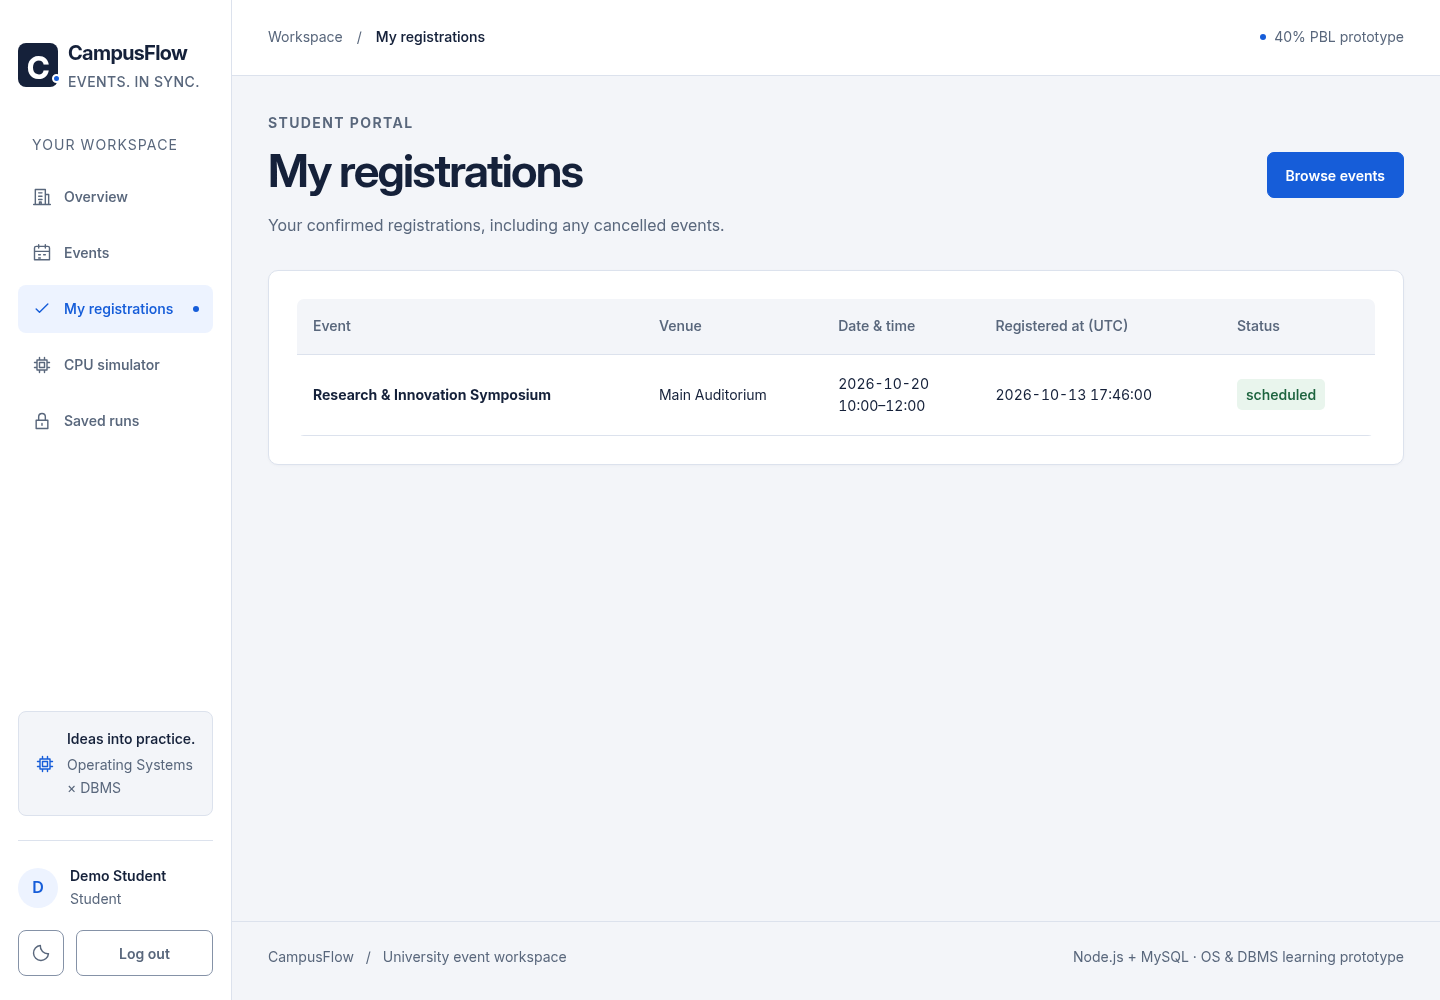 C
CampusFlow
EVENTS. IN SYNC.
YOUR WORKSPACE
Overview
Events
My registrations
CPU simulator
Saved runs
Ideas into practice.
Operating Systems
× DBMS
D
Demo Student
Student
Log out
Workspace / My registrations
40% PBL prototype
STUDENT PORTAL
My registrations
Browse events
Your confirmed registrations, including any cancelled events.
Event Venue Date & time Registered at (UTC) Status
Research & Innovation Symposium Main Auditorium 2026-10-20 10:00–12:00 2026-10-13 17:46:00 scheduled
CampusFlow / University event workspace
Node.js + MySQL · OS & DBMS learning prototype